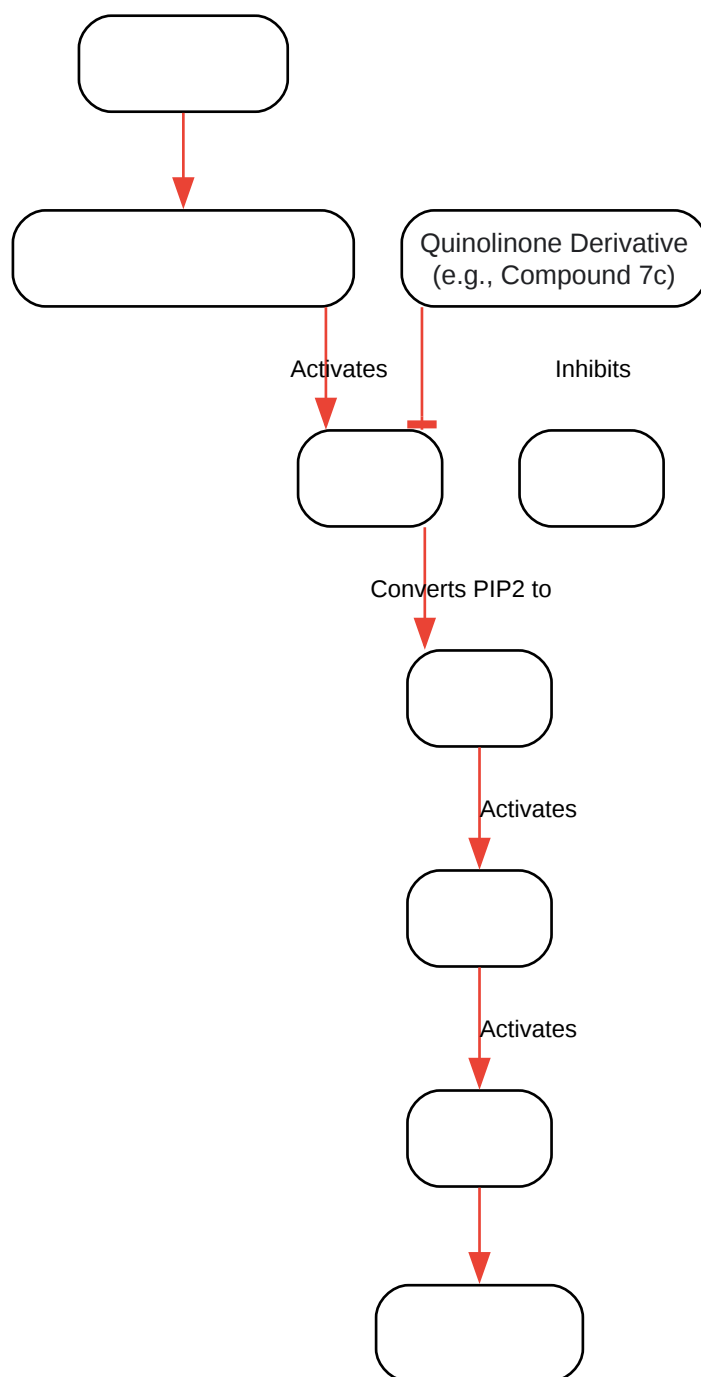 Quinolinone Derivative
(e.g., Compound 7c)
Activates
Inhibits
Converts PIP2 to
Activates
Activates